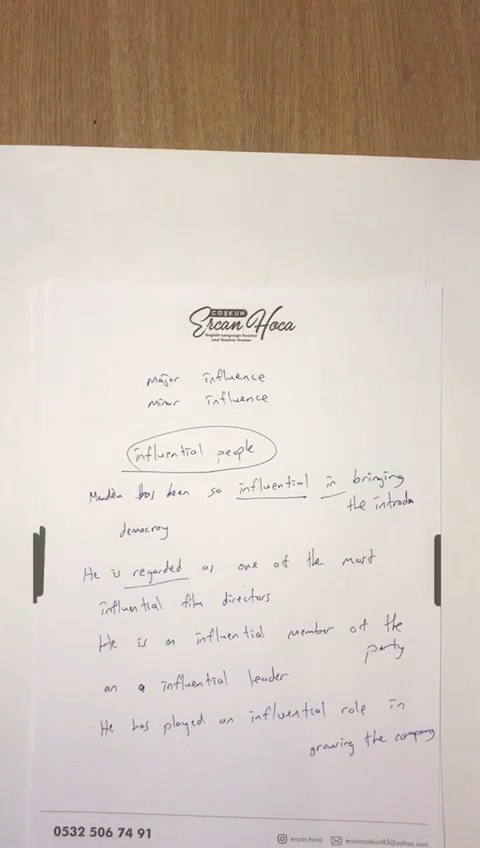 COŞKUN
Ercan Hoca
English Language Teacher
and Teacher Trainer
major influence
minor influence
influential people
has been so influential in bringing
the
democracy
He is regarded as one of the most
influential film directors
He is an influential member of the
party
an a influential leader
He has played an influential role in
growing the company
0532 506 74 91
ercan.hoca
ercancoskun83@yahoo.com